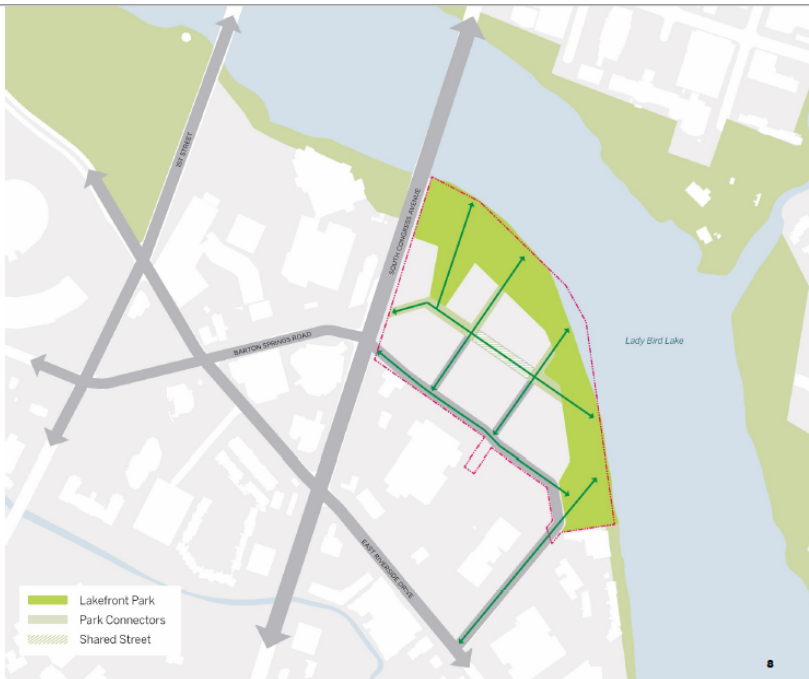 1ST STREET
SOUTH CONGRESS AVENUE
BARTON SPRINGS ROAD
Lady Bird Lake
EAST RIVERSIDE DRIVE
Lakefront Park
Park Connectors
Shared Street
8